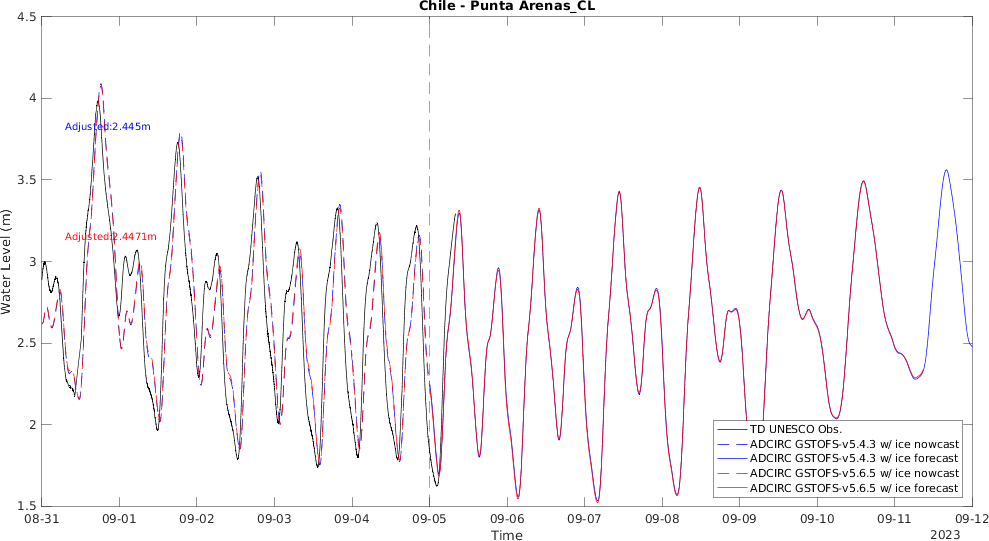 Chile - Punta Arenas_CL
4.5
4
3.5
3
2.5
2
1.5
Water Level (m)
Adjusted:2.445m
Adjusted:2.4471m
TD UNESCO Obs.
ADCIRC GSTOFS-v5.4.3 w/ ice nowcast
ADCIRC GSTOFS-v5.4.3 w/ ice forecast
ADCIRC GSTOFS-v5.6.5 w/ ice nowcast
ADCIRC GSTOFS-v5.6.5 w/ ice forecast
08-31 09-01 09-02 09-03 09-04 09-05 09-06 09-07 09-08 09-09 09-10 09-11 09-12
Time
2023